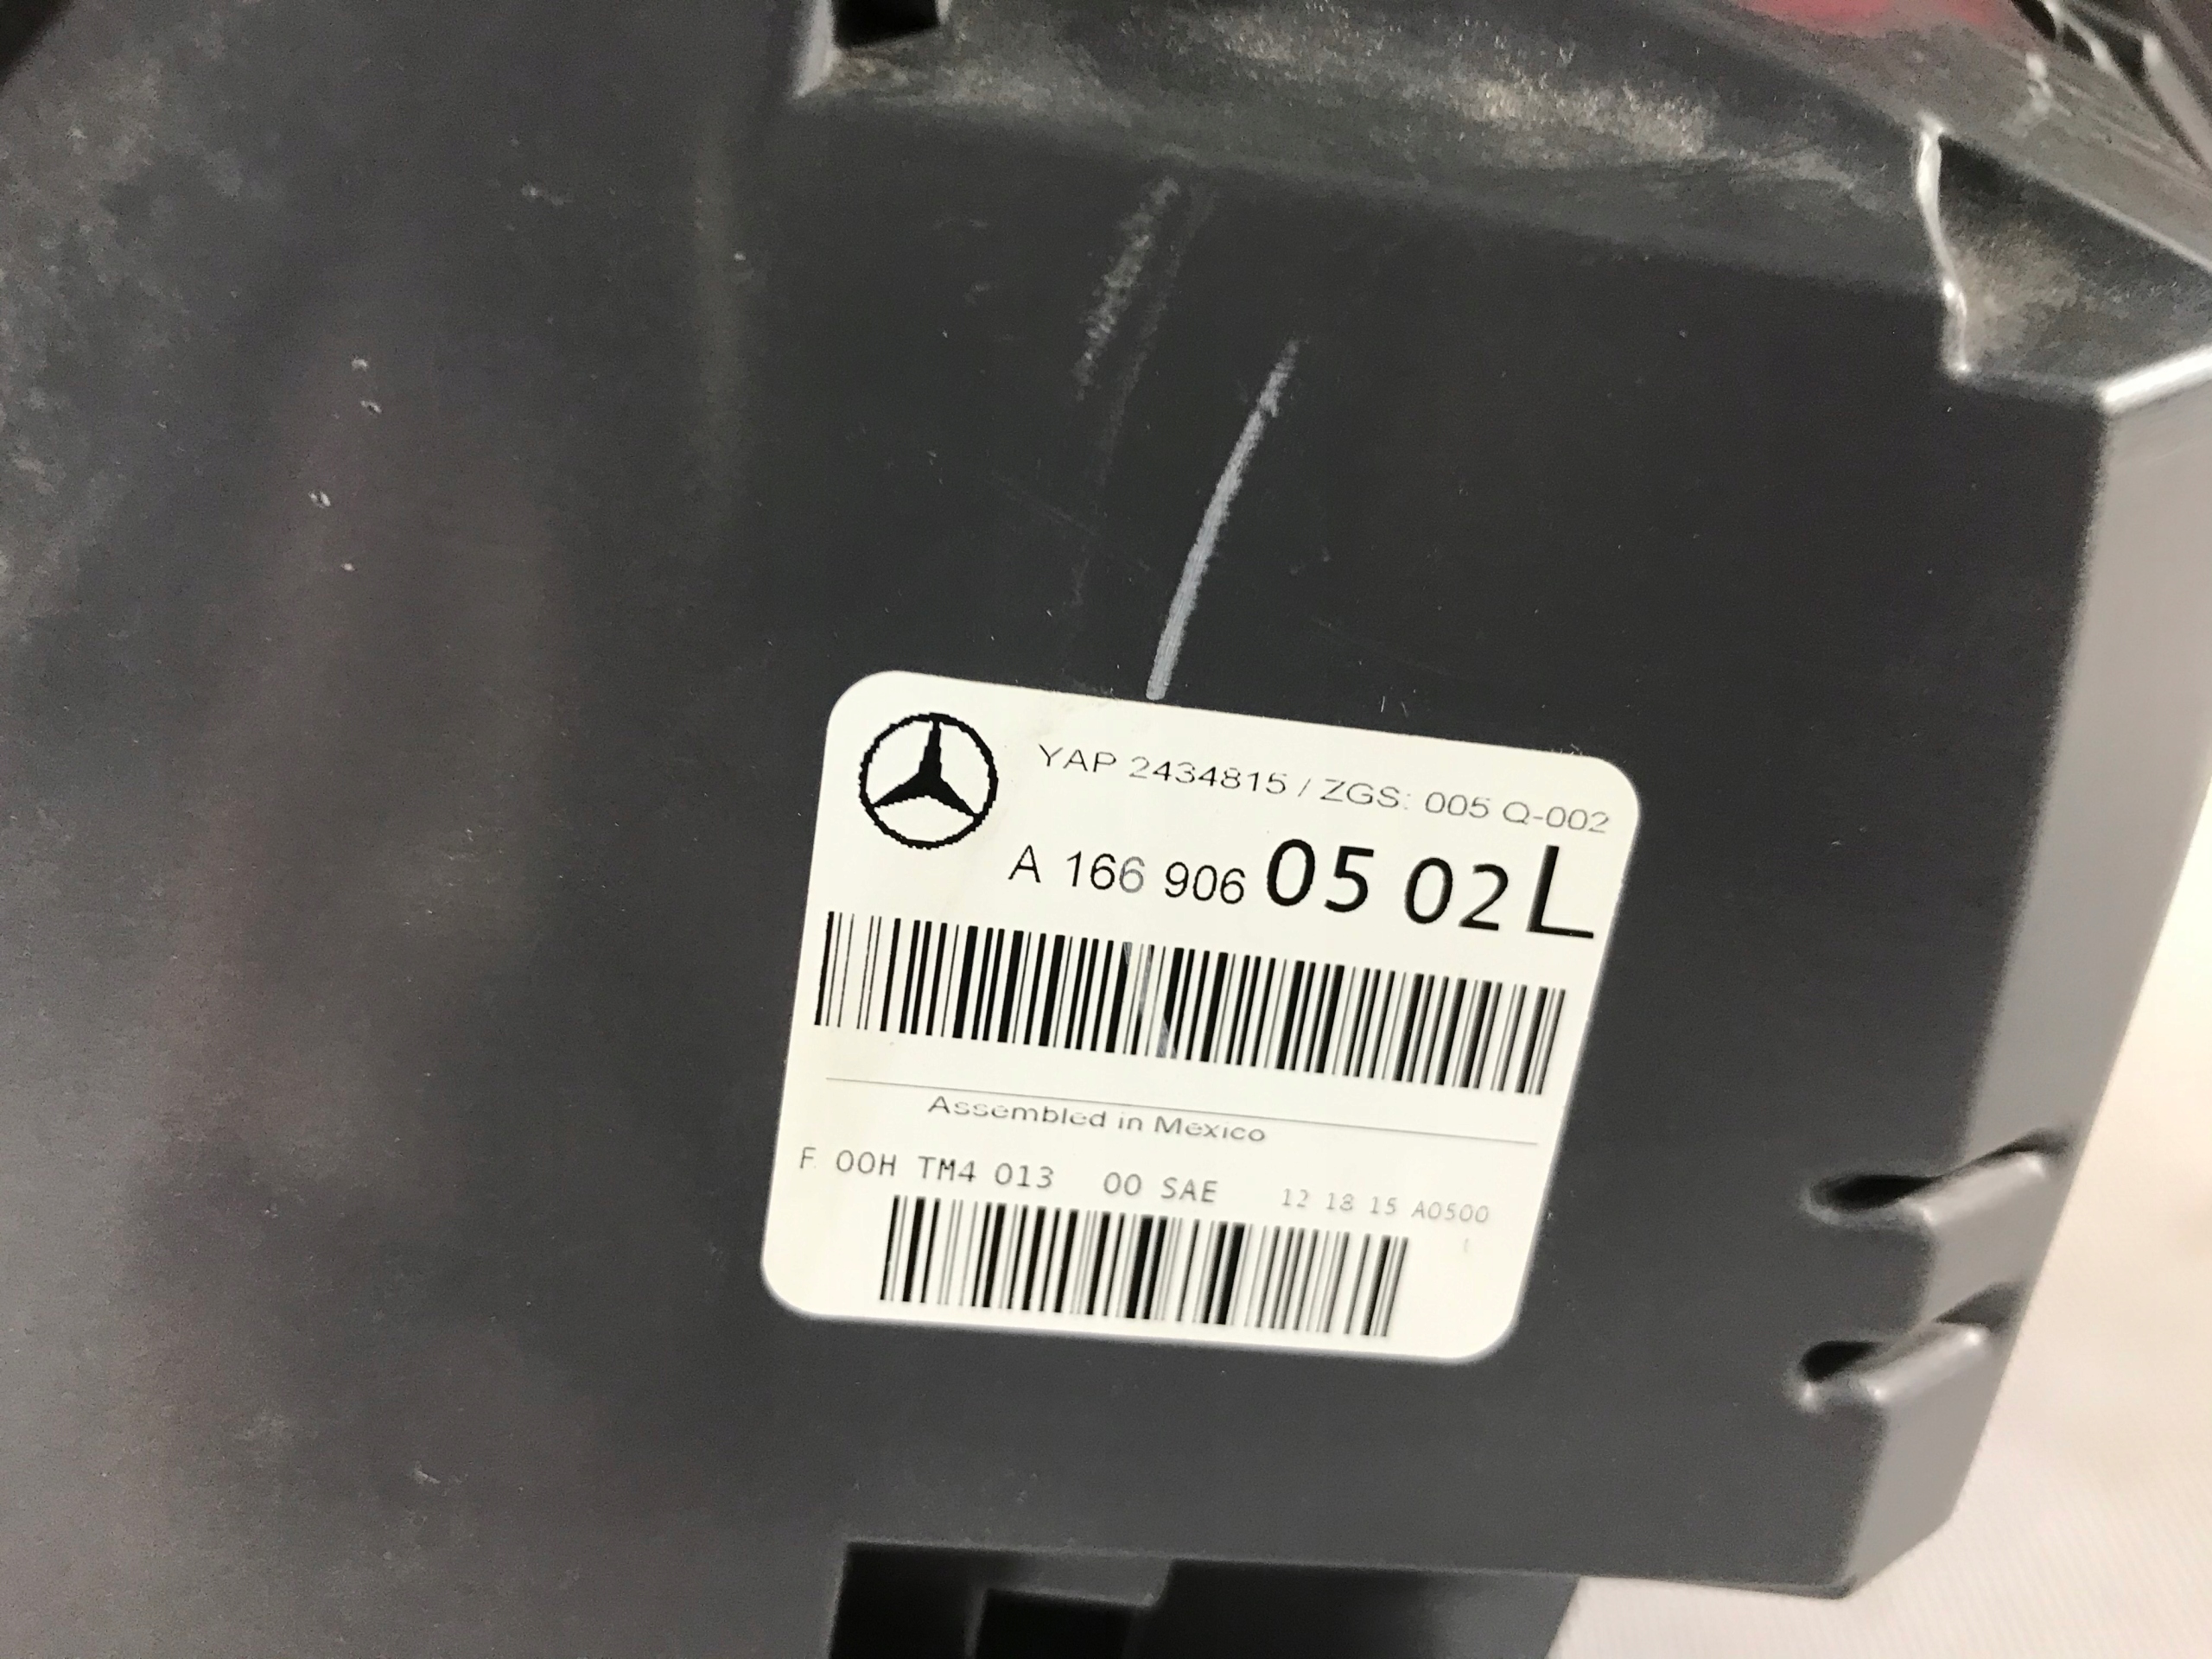 YAP 2434815 / ZGS: 005 Q-002
A 166 906 05 02 L
Assembled in Mexico
F 00H TM4 013 00 SAE 12 18 15 A0500